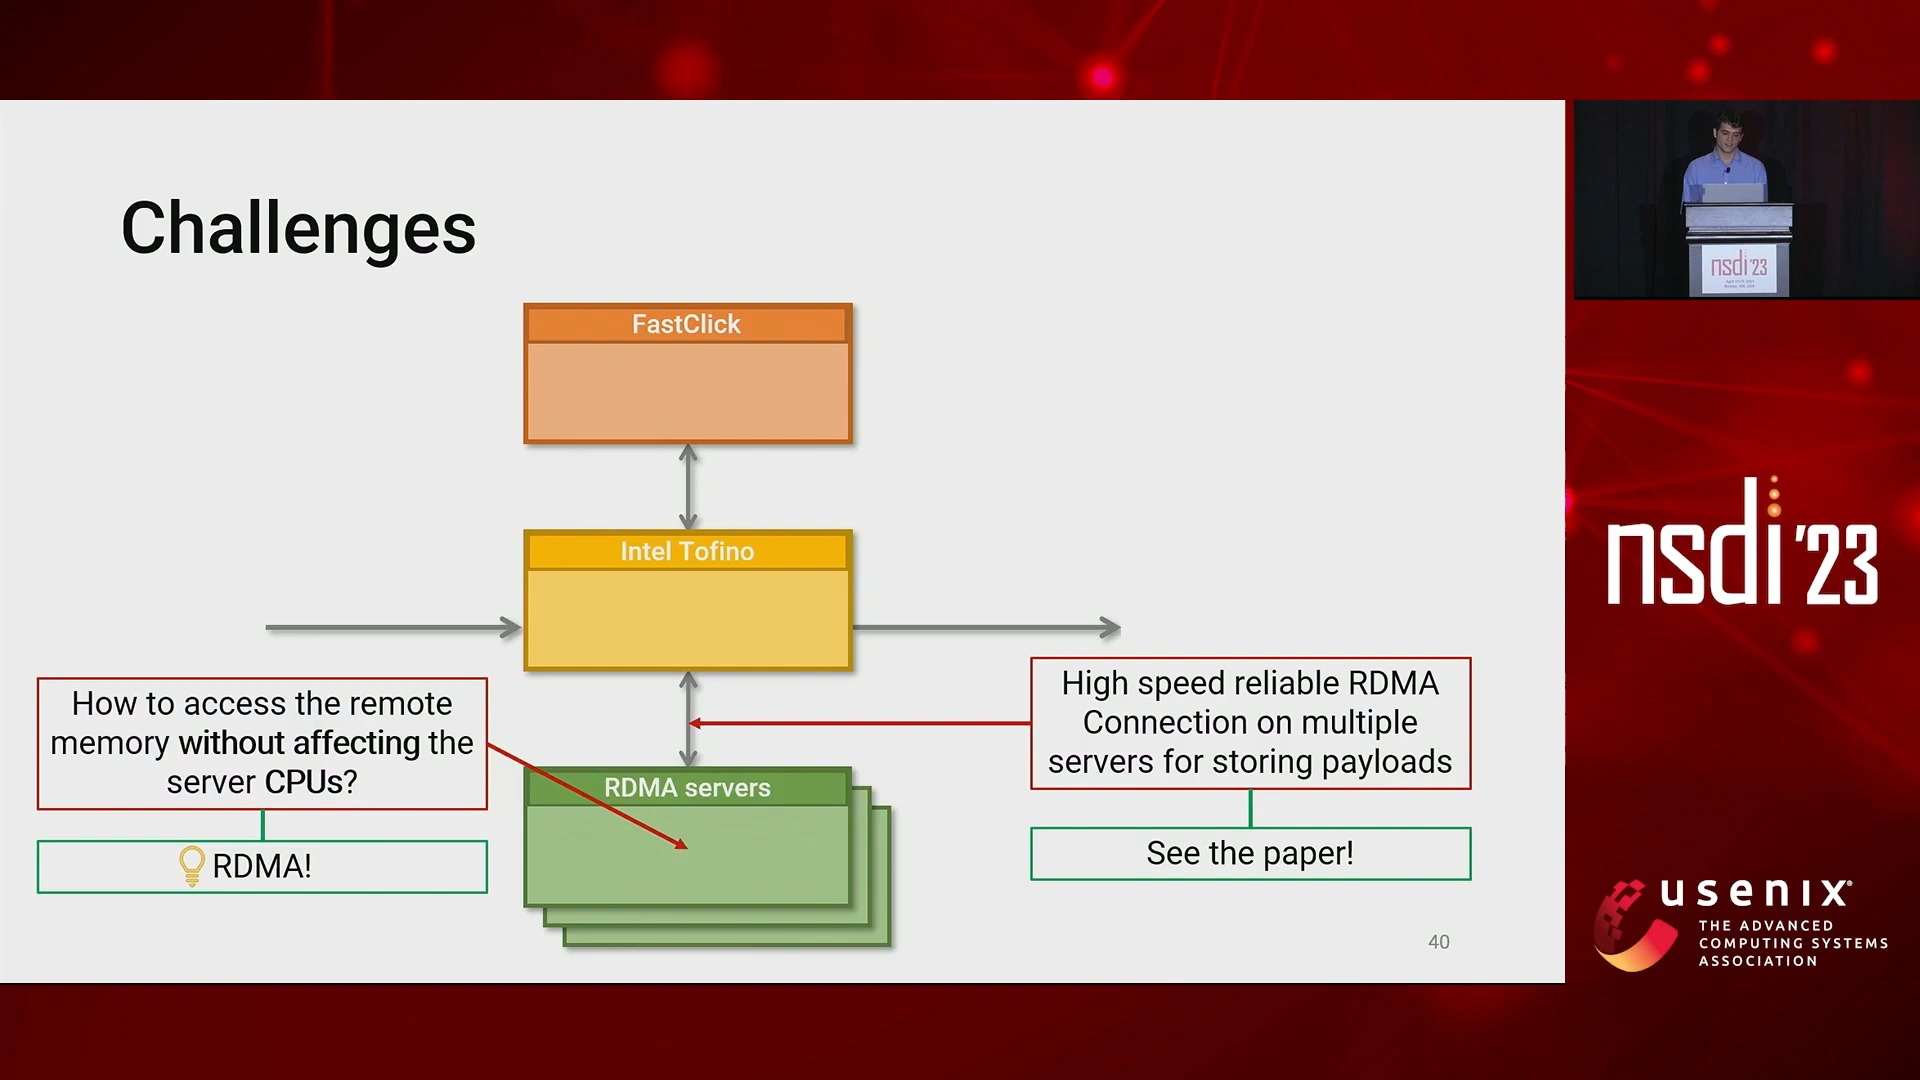 Challenges
FastClick
Intel Tofino
How to access the remote
memory without affecting the
server CPUs?
RDMA!
RDMA servers
High speed reliable RDMA
Connection on multiple
servers for storing payloads
See the paper!
40
nsdi '23
nsdi '23
usenix®
THE ADVANCED
COMPUTING SYSTEMS
ASSOCIATION